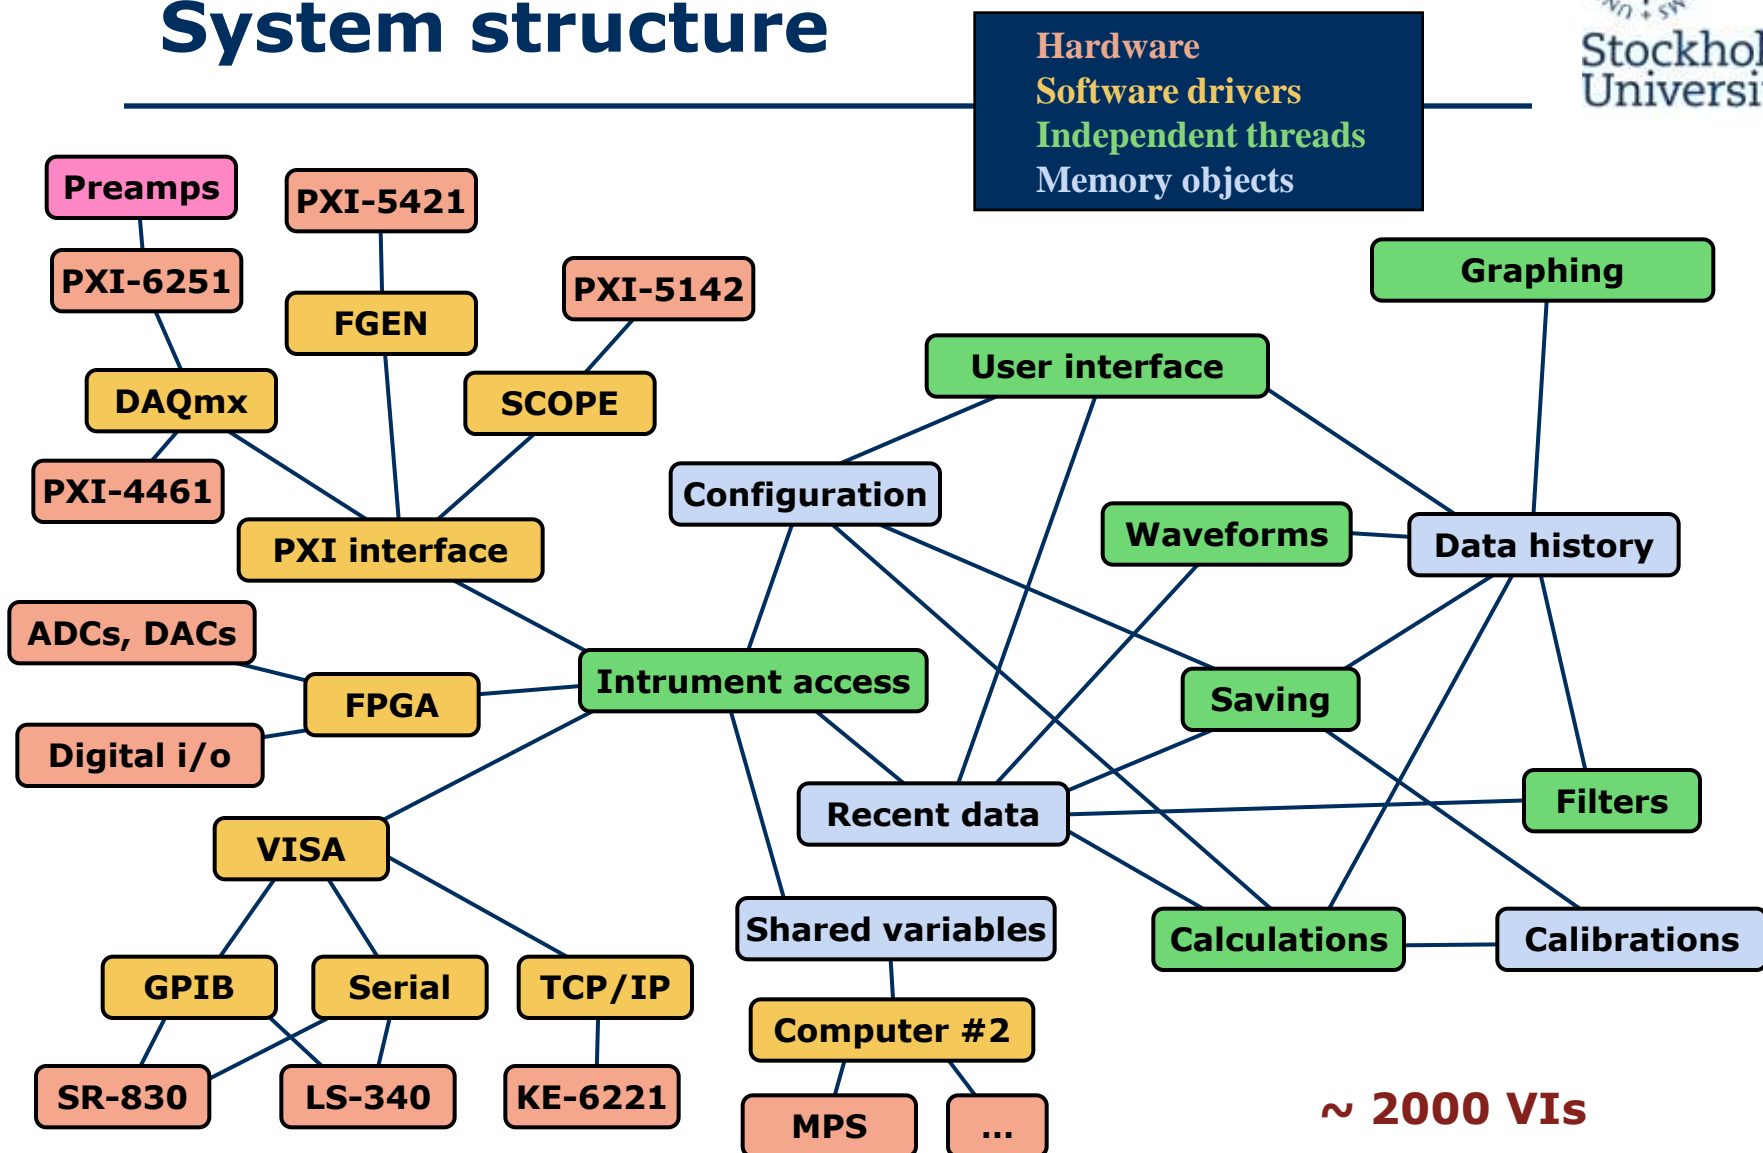 System structure
Hardware
Software drivers
Independent threads
Memory objects
Stockhol
Universi
Preamps
PXI-5421
PXI-6251
PXI-5142
Graphing
FGEN
User interface
DAQmx
SCOPE
PXI-4461
Configuration
Waveforms
Data history
PXI interface
ADCs, DACs
Intrument access
FPGA
Saving
Digital i/o
Recent data
Filters
VISA
Shared variables
Calculations
Calibrations
GPIB
Serial
TCP/IP
Computer #2
SR-830
LS-340
KE-6221
MPS
...
~ 2000 VIs